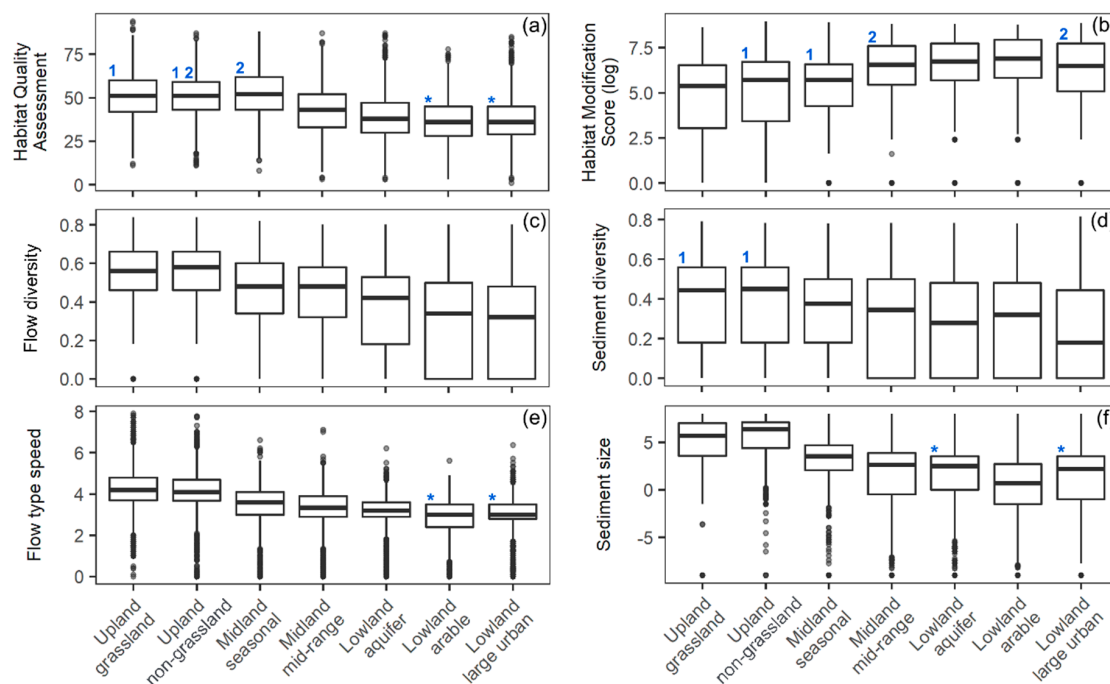 (a)
Habitat Quality
Assessment
75
50
25
0
1
1 2
2
*
*
(b)
Habitat Modification
Score (log)
7.5
5.0
2.5
0.0
1
1
2
2
(c)
Flow diversity
0.8
0.6
0.4
0.2
0.0
(d)
Sediment diversity
0.8
0.6
0.4
0.2
0.0
1
1
(e)
Flow type speed
8
6
4
2
0
*
*
(f
Sediment size
5
0
-5
*
*
Upland
grassland
Upland
non-grassland
Midland
seasonal
Midland
mid-range
Lowland
aquifer
Lowland
arable
Lowland
large urban
Upland
grassland
Upland
non-grassland
Midland
seasonal
Midland
mid-range
Lowland
aquifer
Lowland
arable
Lowland
large urban